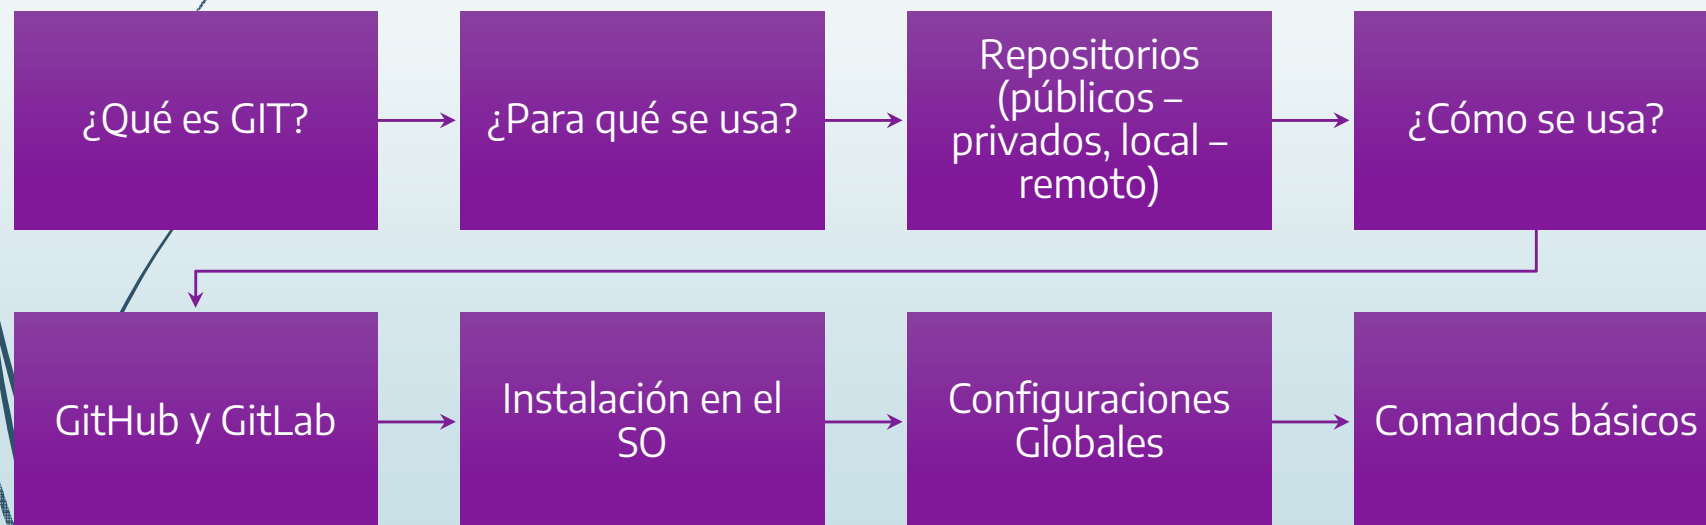 ¿Qué es GIT?
¿Para qué se usa?
Repositorios
(públicos –
privados, local –
remoto)
¿Cómo se usa?
GitHub y GitLab
Instalación en el
SO
Configuraciones
Globales
Comandos básicos